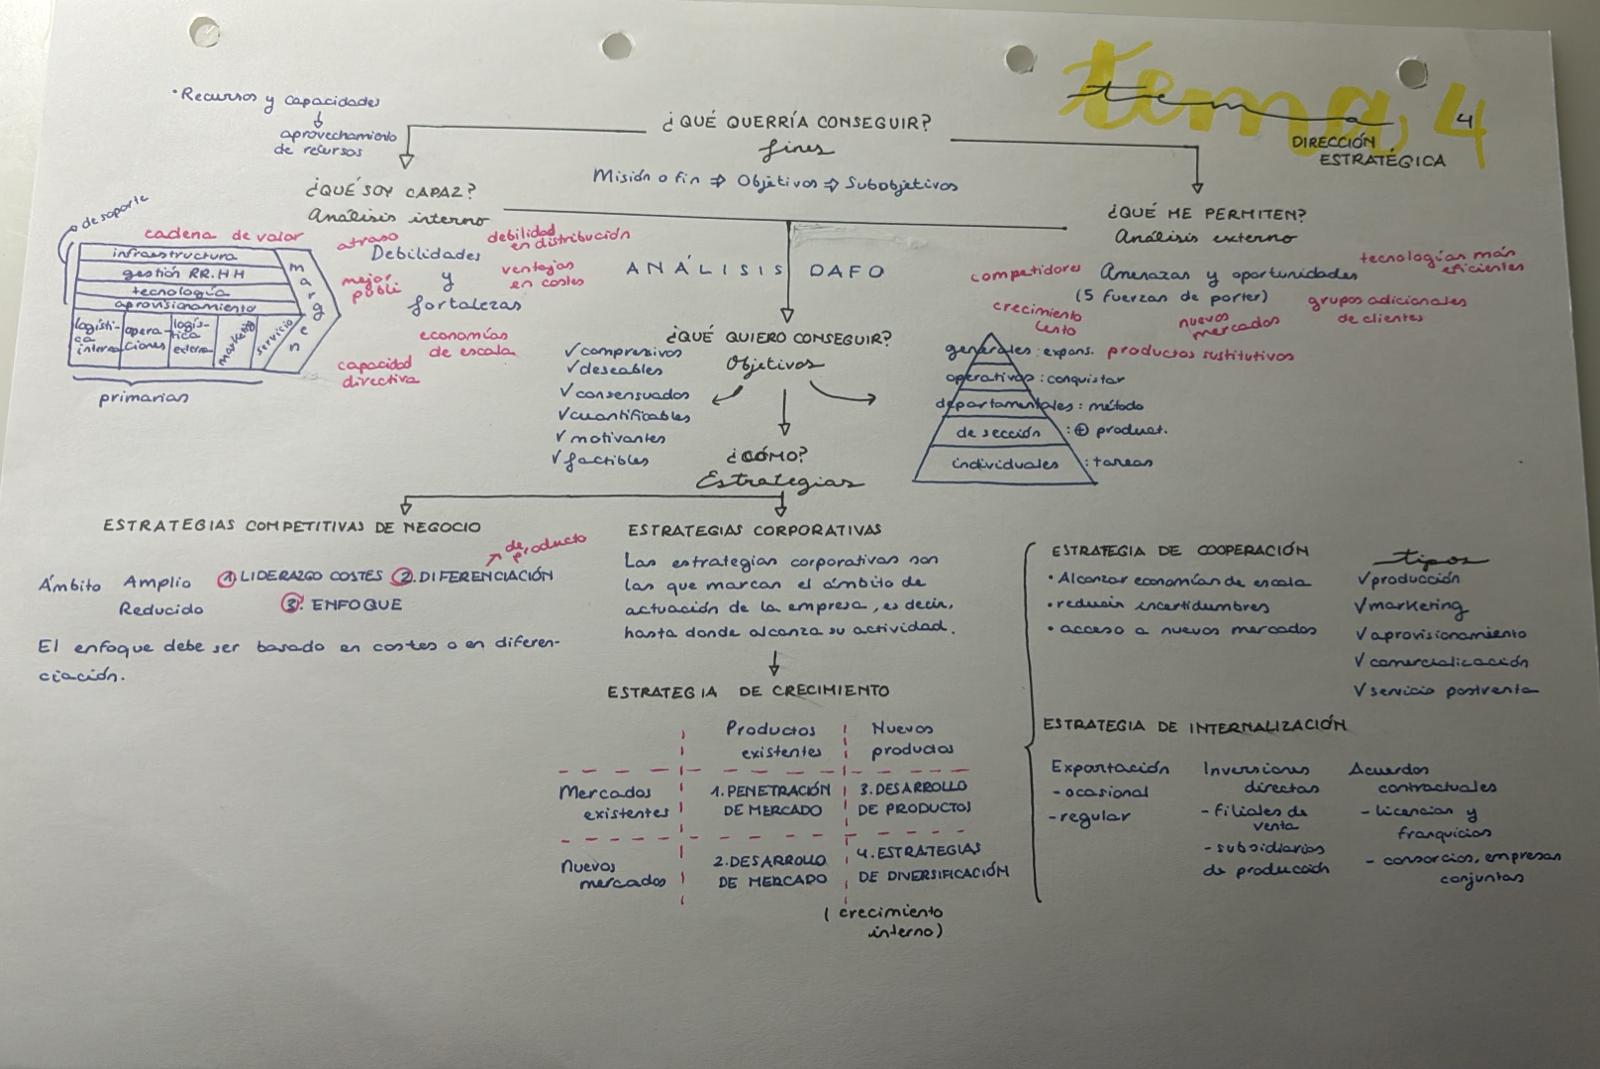 tema 4
DIRECCIÓN
ESTRATÉGICA
· Recursos y capacidades
aprovechamiento
de recursos
¿QUÉ QUERRÍA CONSEGUIR?
fines
Misión o fin ⇒ Objetivos ⇒ Subobjetivos
¿QUÉ SOY CAPAZ?
Análisis interno
¿QUÉ ME PERMITEN?
Análisis externo
de soporte
cadena de valor
infraestructura
gestión RR.HH
tecnología
aprovisionamiento
logísti-
ca
interna
opera-
ciones
logís-
tica
externa
marketing
servicio
margen
primarias
atraso
debilidad
en distribución
Debilidades
mejor
publi
y
ventajas
en costes
fortalezas
economías
de escala
capacidad
directiva
ANÁLISIS DAFO
competidores
Amenazas y oportunidades
tecnologías más
eficientes
(5 fuerzas de porter)
crecimiento
lento
nuevos
mercados
grupos adicionales
de clientes
productos sustitutivos
¿QUÉ QUIERO CONSEGUIR?
Objetivos
✓ compresivos
✓ deseables
✓ consensuados
✓ cuantificables
✓ motivantes
✓ factibles
generales : expans.
operativos : conquistar
departamentales : método
de sección : ⊕ product.
individuales : tareas
¿CÓMO?
Estrategias
ESTRATEGIAS COMPETITIVAS DE NEGOCIO
de
producto
Ámbito Amplio 1. LIDERAZGO COSTES 2. DIFERENCIACIÓN
Reducido 3. ENFOQUE
El enfoque debe ser basado en costes o en diferen-
ciación.
ESTRATEGIAS CORPORATIVAS
Las estrategias corporativas son
las que marcan el ámbito de
actuación de la empresa, es decir,
hasta donde alcanza su actividad.
ESTRATEGIA DE CRECIMIENTO
Productos
existentes
Nuevos
productos
Mercados
existentes
1. PENETRACIÓN
DE MERCADO
3. DESARROLLO
DE PRODUCTOS
Nuevos
mercados
2. DESARROLLO
DE MERCADO
4. ESTRATEGIAS
DE DIVERSIFICACIÓN
(crecimiento
interno)
ESTRATEGIA DE COOPERACIÓN
• Alcanzar economías de escala
• reducir incertidumbres
• acceso a nuevos mercados
tipos
✓ producción
✓ marketing
✓ aprovisionamiento
✓ comercialicación
✓ servicio postventa
ESTRATEGIA DE INTERNALIZACIÓN
Exportación
- ocasional
- regular
Inversiones
directas
- filiales de
venta
- subsidiarias
de producción
Acuerdos
contractuales
- licencias y
franquicias
- consorcios, empresas
conjuntas